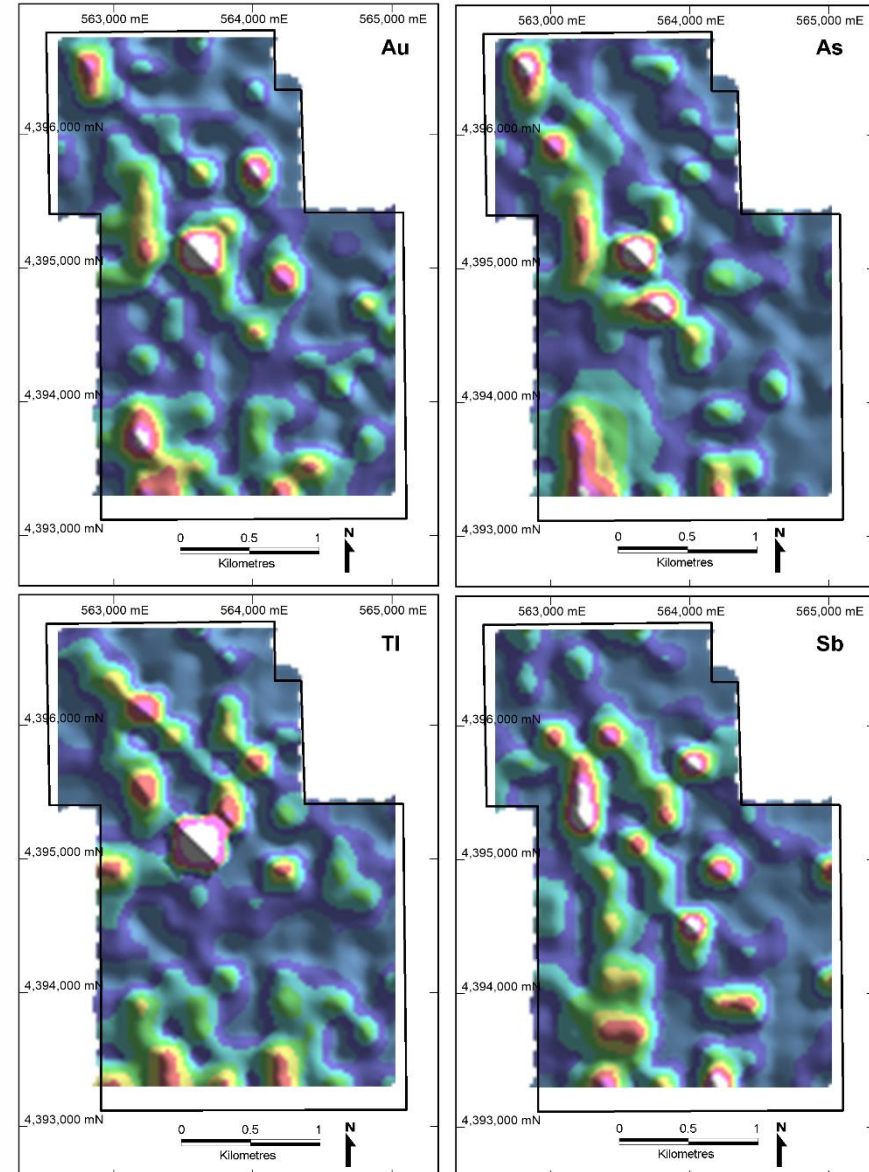 563,000 mE 564,000 mE 565,000 mE
Au
4,396,000 mN
4,395,000 mN
4,394,000 mN
4,393,000 mN
0 0.5 1
Kilometres
N
563,000 mE 564,000 mE 565,000 mE
As
4,396,000 mN
4,395,000 mN
4,394,000 mN
4,393,000 mN
0 0.5 1
Kilometres
N
563,000 mE 564,000 mE 565,000 mE
Tl
4,396,000 mN
4,395,000 mN
4,394,000 mN
4,393,000 mN
0 0.5 1
Kilometres
N
563,000 mE 564,000 mE 565,000 mE
Sb
4,396,000 mN
4,395,000 mN
4,394,000 mN
4,393,000 mN
0 0.5 1
Kilometres
N